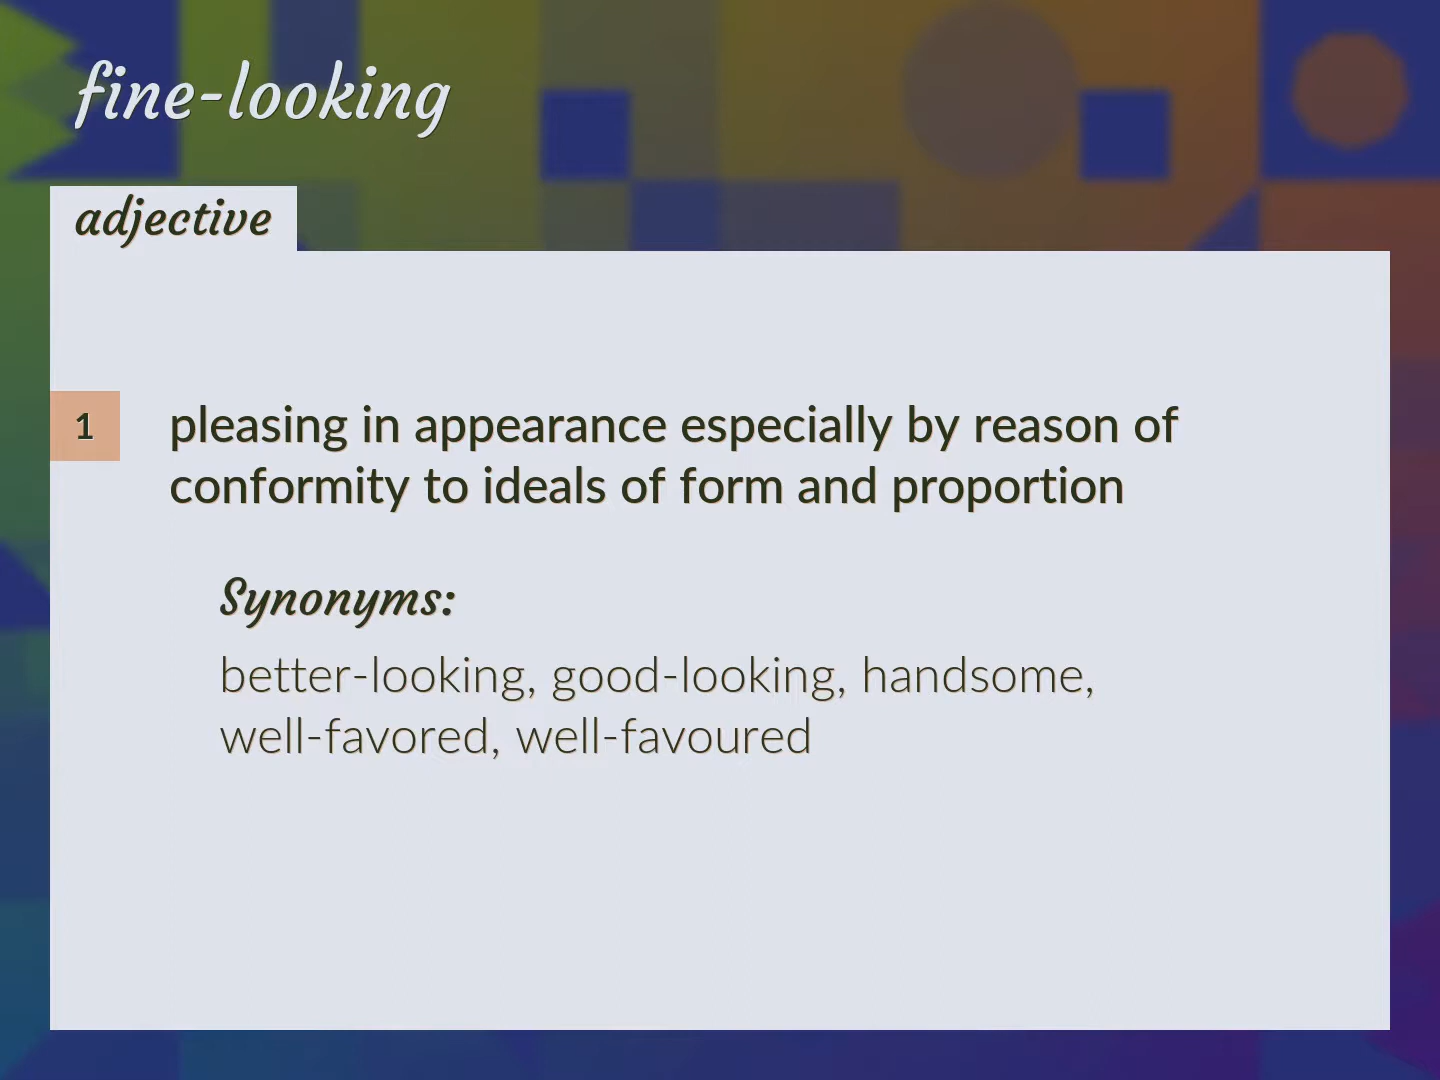 fine-looking
adjective
1
pleasing in appearance especially by reason of
conformity to ideals of form and proportion
Synonyms:
better-looking, good-looking, handsome,
well-favored, well-favoured